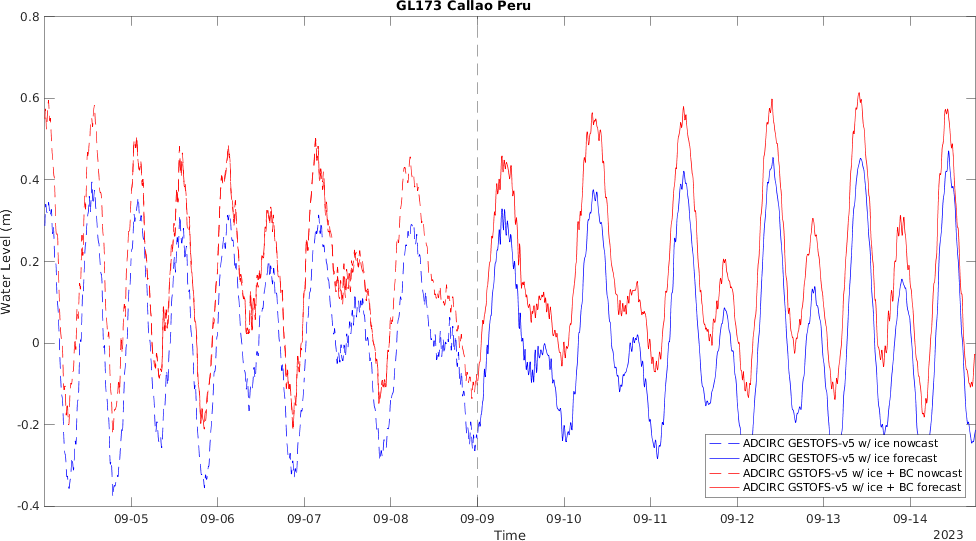 GL173 Callao Peru
0.8
0.6
0.4
0.2
0
-0.2
-0.4
Water Level (m)
09-05 09-06 09-07 09-08 09-09 09-10 09-11 09-12 09-13 09-14
Time
2023
ADCIRC GESTOFS-v5 w/ ice nowcast
ADCIRC GESTOFS-v5 w/ ice forecast
ADCIRC GSTOFS-v5 w/ ice + BC nowcast
ADCIRC GSTOFS-v5 w/ ice + BC forecast